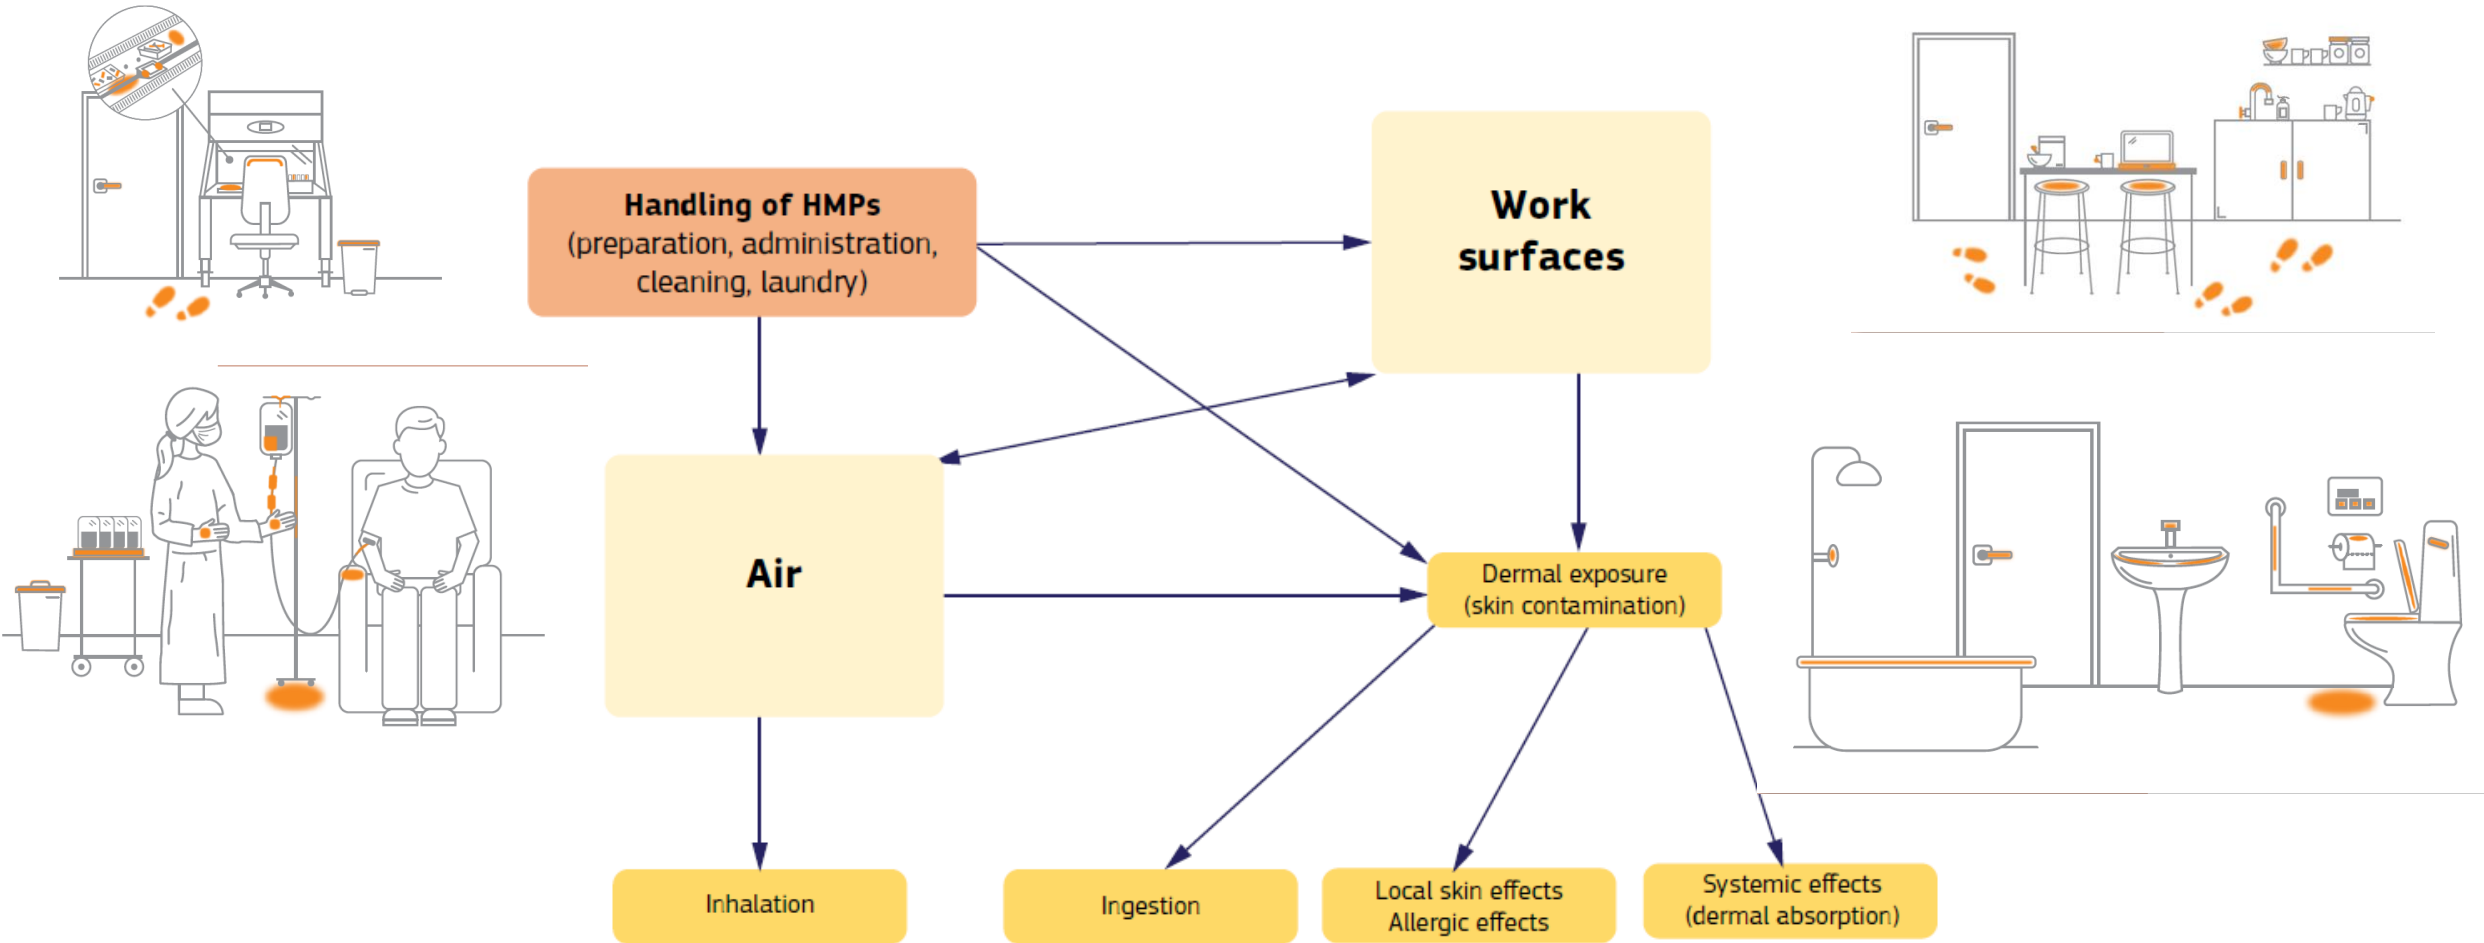 Handling of HMPs
(preparation, administration,
cleaning, laundry)
Work
surfaces
Air
Dermal exposure
(skin contamination)
Inhalation
Ingestion
Local skin effects
Allergic effects
Systemic effects
(dermal absorption)